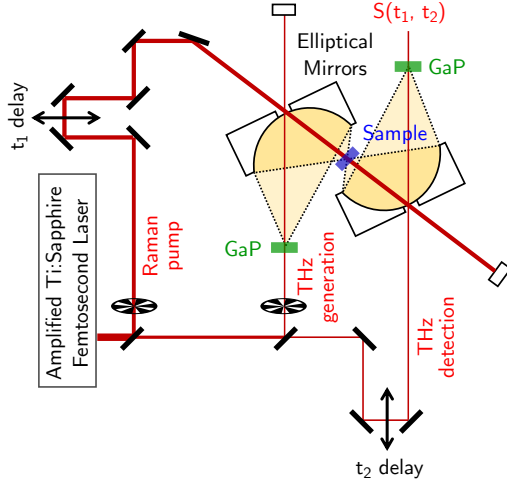 S(t₁, t₂)
Elliptical
Mirrors
GaP
Sample
t₁ delay
GaP
Raman
pump
THz
generation
THz
detection
Amplified Ti:Sapphire
Femtosecond Laser
t₂ delay